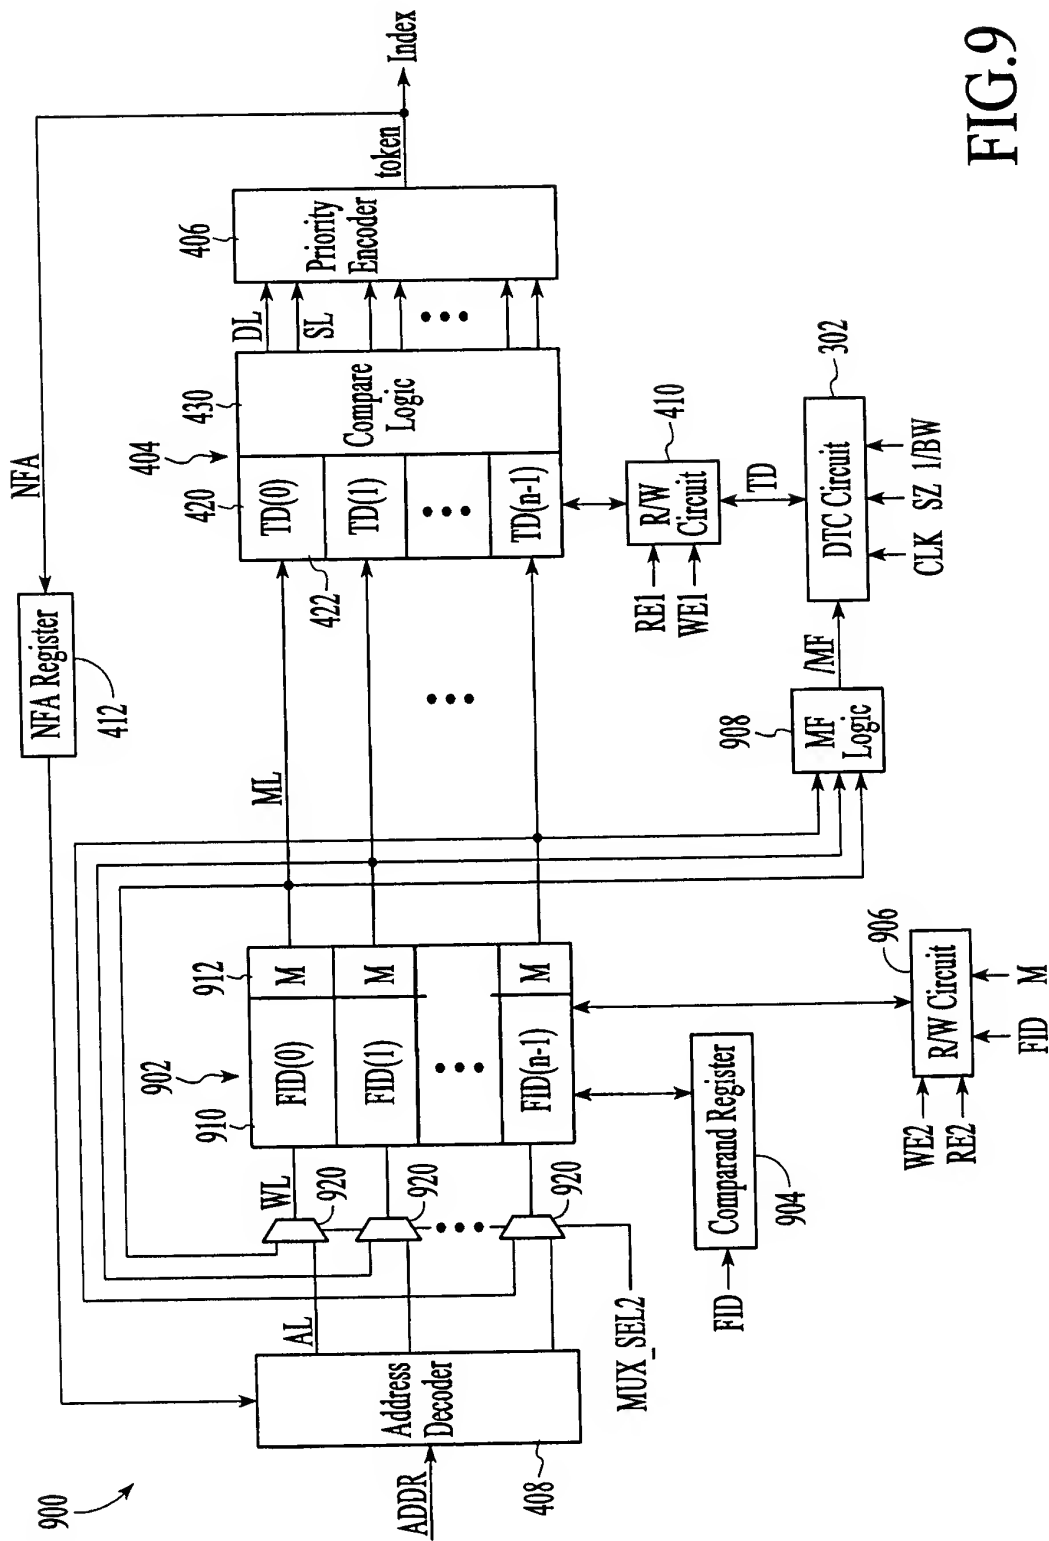 900
ADDR
Address
Decoder
408
AL
MUX_SEL2
WL
920
920
920
NFA Register
412
NFA
902
910
912
FID(0)
M
FID(1)
M
FID(n-1)
M
FID
Comparand Register
904
WE2
RE2
R/W Circuit
906
FID
M
ML
908
MF
Logic
/MF
404
420
430
422
TD(0)
TD(1)
TD(n-1)
Compare
Logic
RE1
WE1
R/W
Circuit
410
TD
DTC Circuit
302
CLK
SZ
1/BW
DL
SL
406
Priority
Encoder
token
Index
FIG.9